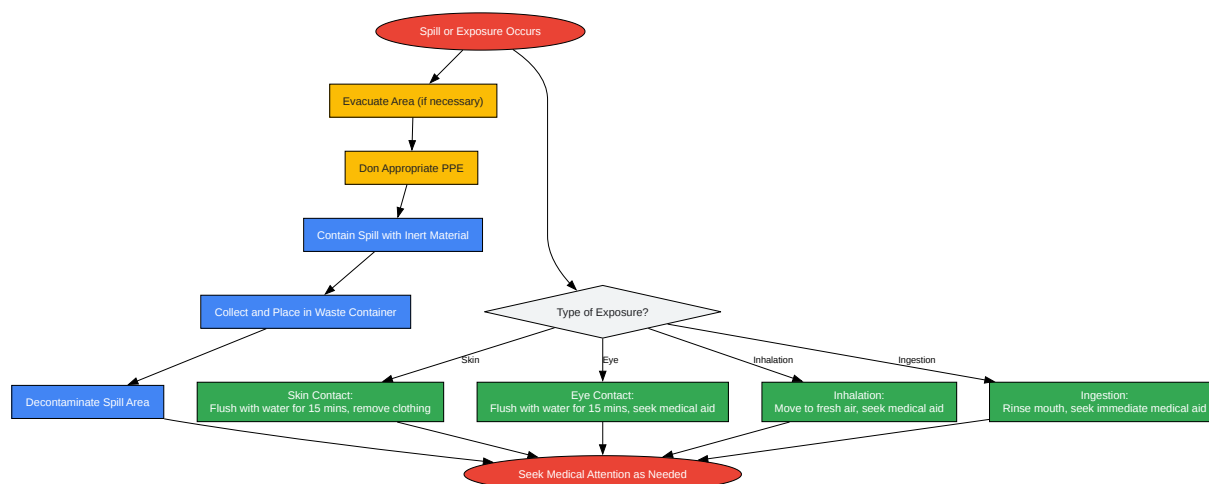 Spill or Exposure Occurs
Evacuate Area (if necessary)
Don Appropriate PPE
Contain Spill with Inert Material
Collect and Place in Waste Container
Type of Exposure?
Skin
Eye
Inhalation
Ingestion
Decontaminate Spill Area
Skin Contact:
Flush with water for 15 mins, remove clothing
Eye Contact:
Flush with water for 15 mins, seek medical aid
Inhalation:
Move to fresh air, seek medical aid
Ingestion:
Rinse mouth, seek immediate medical aid
Seek Medical Attention as Needed